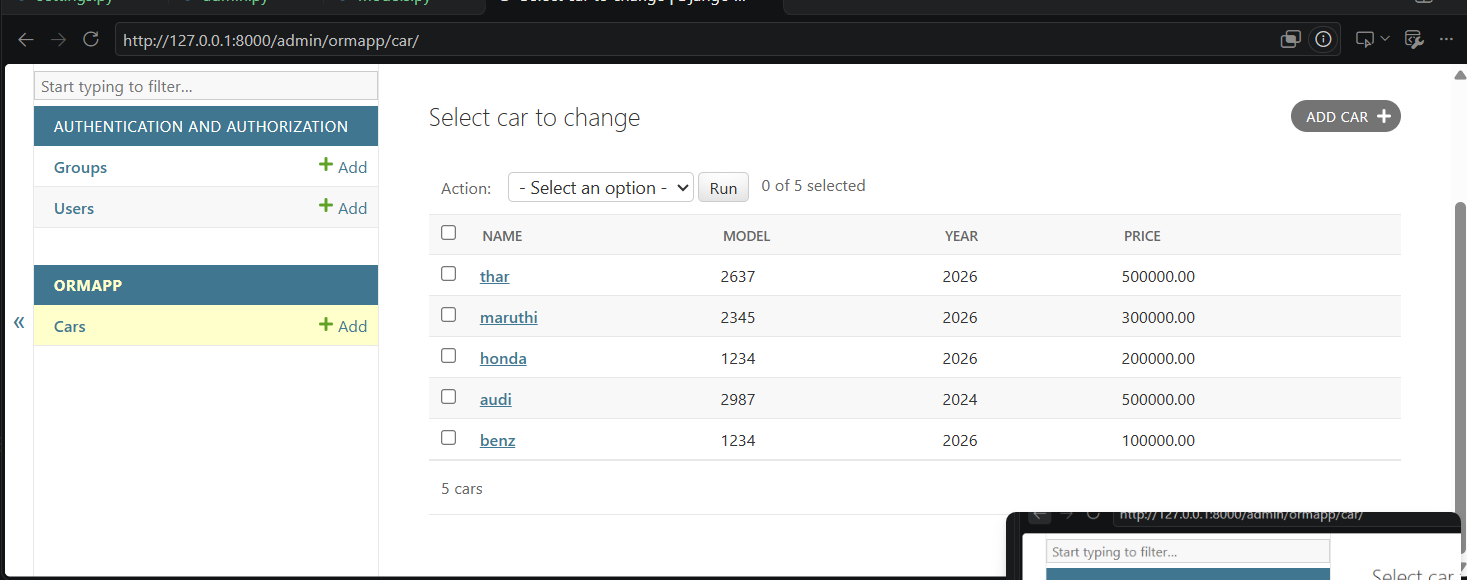 http://127.0.0.1:8000/admin/ormapp/car/
Start typing to filter...
AUTHENTICATION AND AUTHORIZATION
Groups + Add
Users + Add
ORMAPP
Cars + Add
«
Select car to change
ADD CAR +
Action: - Select an option - Run 0 of 5 selected
NAME MODEL YEAR PRICE
thar 2637 2026 500000.00
maruthi 2345 2026 300000.00
honda 1234 2026 200000.00
audi 2987 2024 500000.00
benz 1234 2026 100000.00
5 cars
http://127.0.0.1:8000/admin/ormapp/car/
Start typing to filter...
Select car